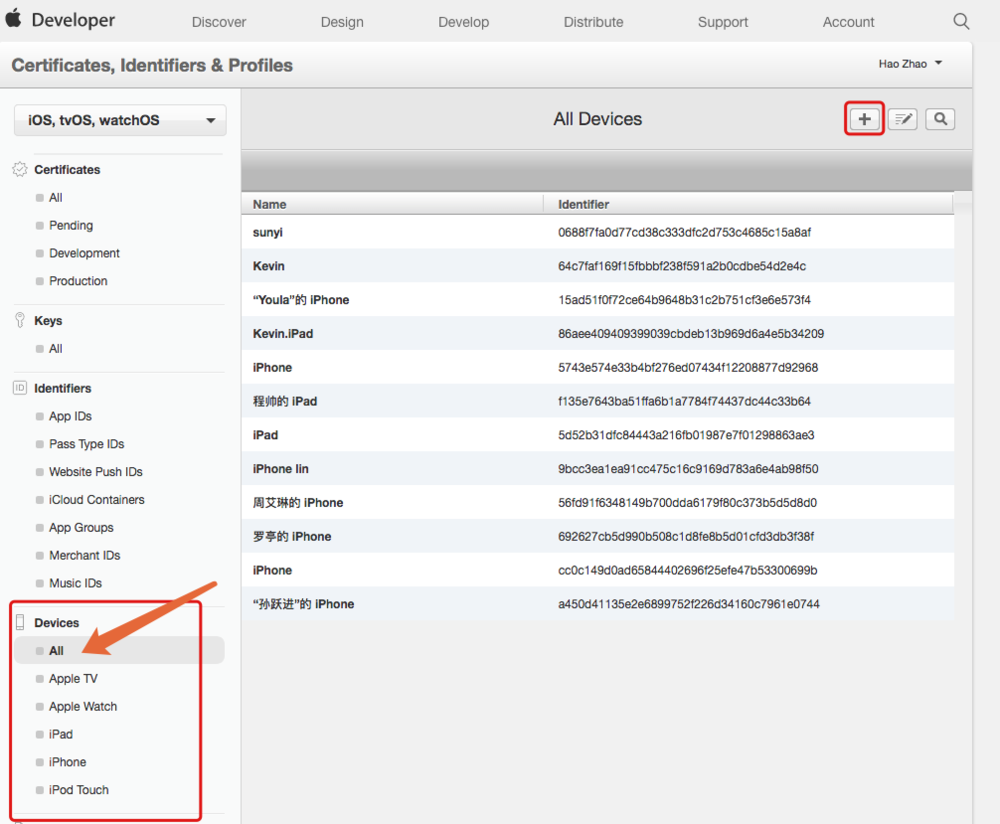 Developer Discover Design Develop Distribute Support Account
Certificates, Identifiers & Profiles Hao Zhao
iOS, tvOS, watchOS
Certificates
All
Pending
Development
Production
Keys
All
ID Identifiers
App IDs
Pass Type IDs
Website Push IDs
iCloud Containers
App Groups
Merchant IDs
Music IDs
Devices
All
Apple TV
Apple Watch
iPad
iPhone
iPod Touch
All Devices
Name Identifier
sunyi 0688f7fa0d77cd38c333dfc2d753c4685c15a8af
Kevin 64c7faf169f15fbbbf238f591a2b0cdbe54d2e4c
“Youla”的 iPhone 15ad51f0f72ce64b9648b31c2b751cf3e6e573f4
Kevin.iPad 86aee409409399039cbdeb13b969d6a4e5b34209
iPhone 5743e574e33b4bf276ed07434f12208877d92968
程帅的 iPad f135e7643ba51ffa6b1a7784f74437dc44c33b64
iPad 5d52b31dfc84443a216fb01987e7f01298863ae3
iPhone lin 9bcc3ea1ea91cc475c16c9169d783a6e4ab98f50
周艾琳的 iPhone 56fd91f6348149b700dda6179f80c373b5d5d8d0
罗亭的 iPhone 692627cb5d990b508c1d8fe8b5d01cfd3db3f38f
iPhone cc0c149d0ad65844402696f25efe47b53300699b
“孙跃进”的 iPhone a450d41135e2e6899752f226d34160c7961e0744